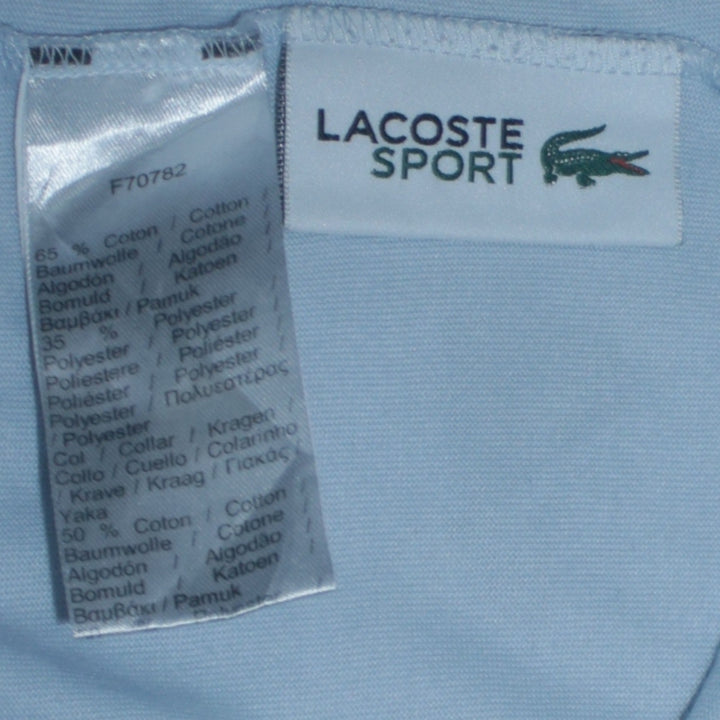 LACOSTE
SPORT
F70782
65 % Coton / Cotton /
Baumwolle / Cotone /
Algodón / Algodão /
Bomuld / Katoen /
Βαμβάκι / Pamuk
35 % Polyester /
Polyester / Polyester /
Poliestere / Poliéster /
Poliéster / Polyester /
Polyester / Πολυεστέρας
/ Polyester
Col / Collar / Kragen /
Collo / Cuello / Colarinho
/ Krave / Kraag / Γιακάς /
Yaka
50 % Coton / Cotton /
Baumwolle / Cotone /
Algodón / Algodão /
Bomuld / Katoen /
Βαμβάκι / Pamuk